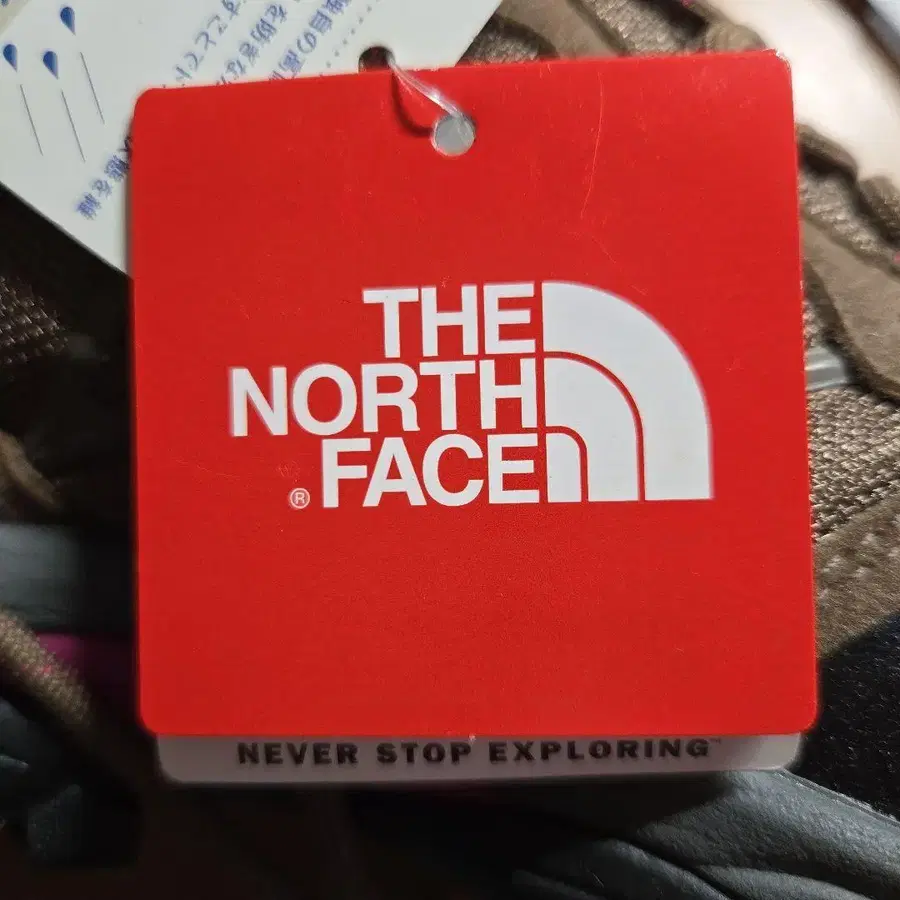 THE
NORTH
FACE
®
NEVER STOP EXPLORING™